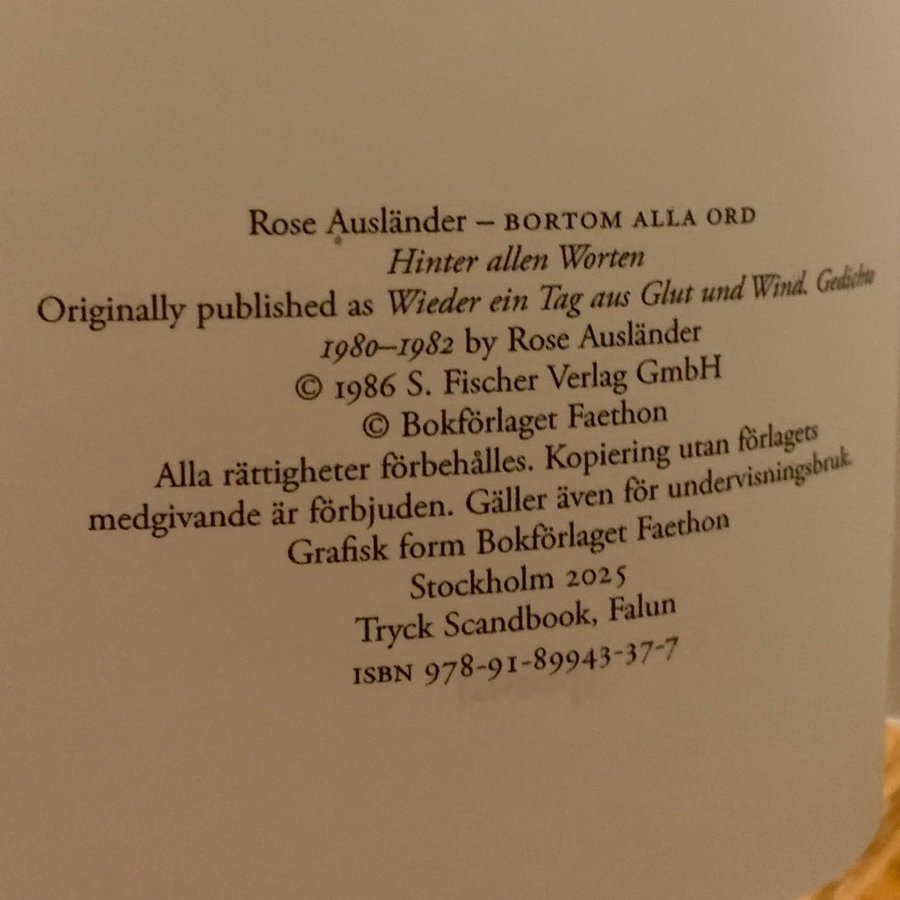 Rose Ausländer – BORTOM ALLA ORD
Hinter allen Worten
Originally published as Wieder ein Tag aus Glut und Wind. Gedichte
1980–1982 by Rose Ausländer
© 1986 S. Fischer Verlag GmbH
© Bokförlaget Faethon
Alla rättigheter förbehålles. Kopiering utan förlagets
medgivande är förbjuden. Gäller även för undervisningsbruk.
Grafisk form Bokförlaget Faethon
Stockholm 2025
Tryck Scandbook, Falun
ISBN 978-91-89943-37-7